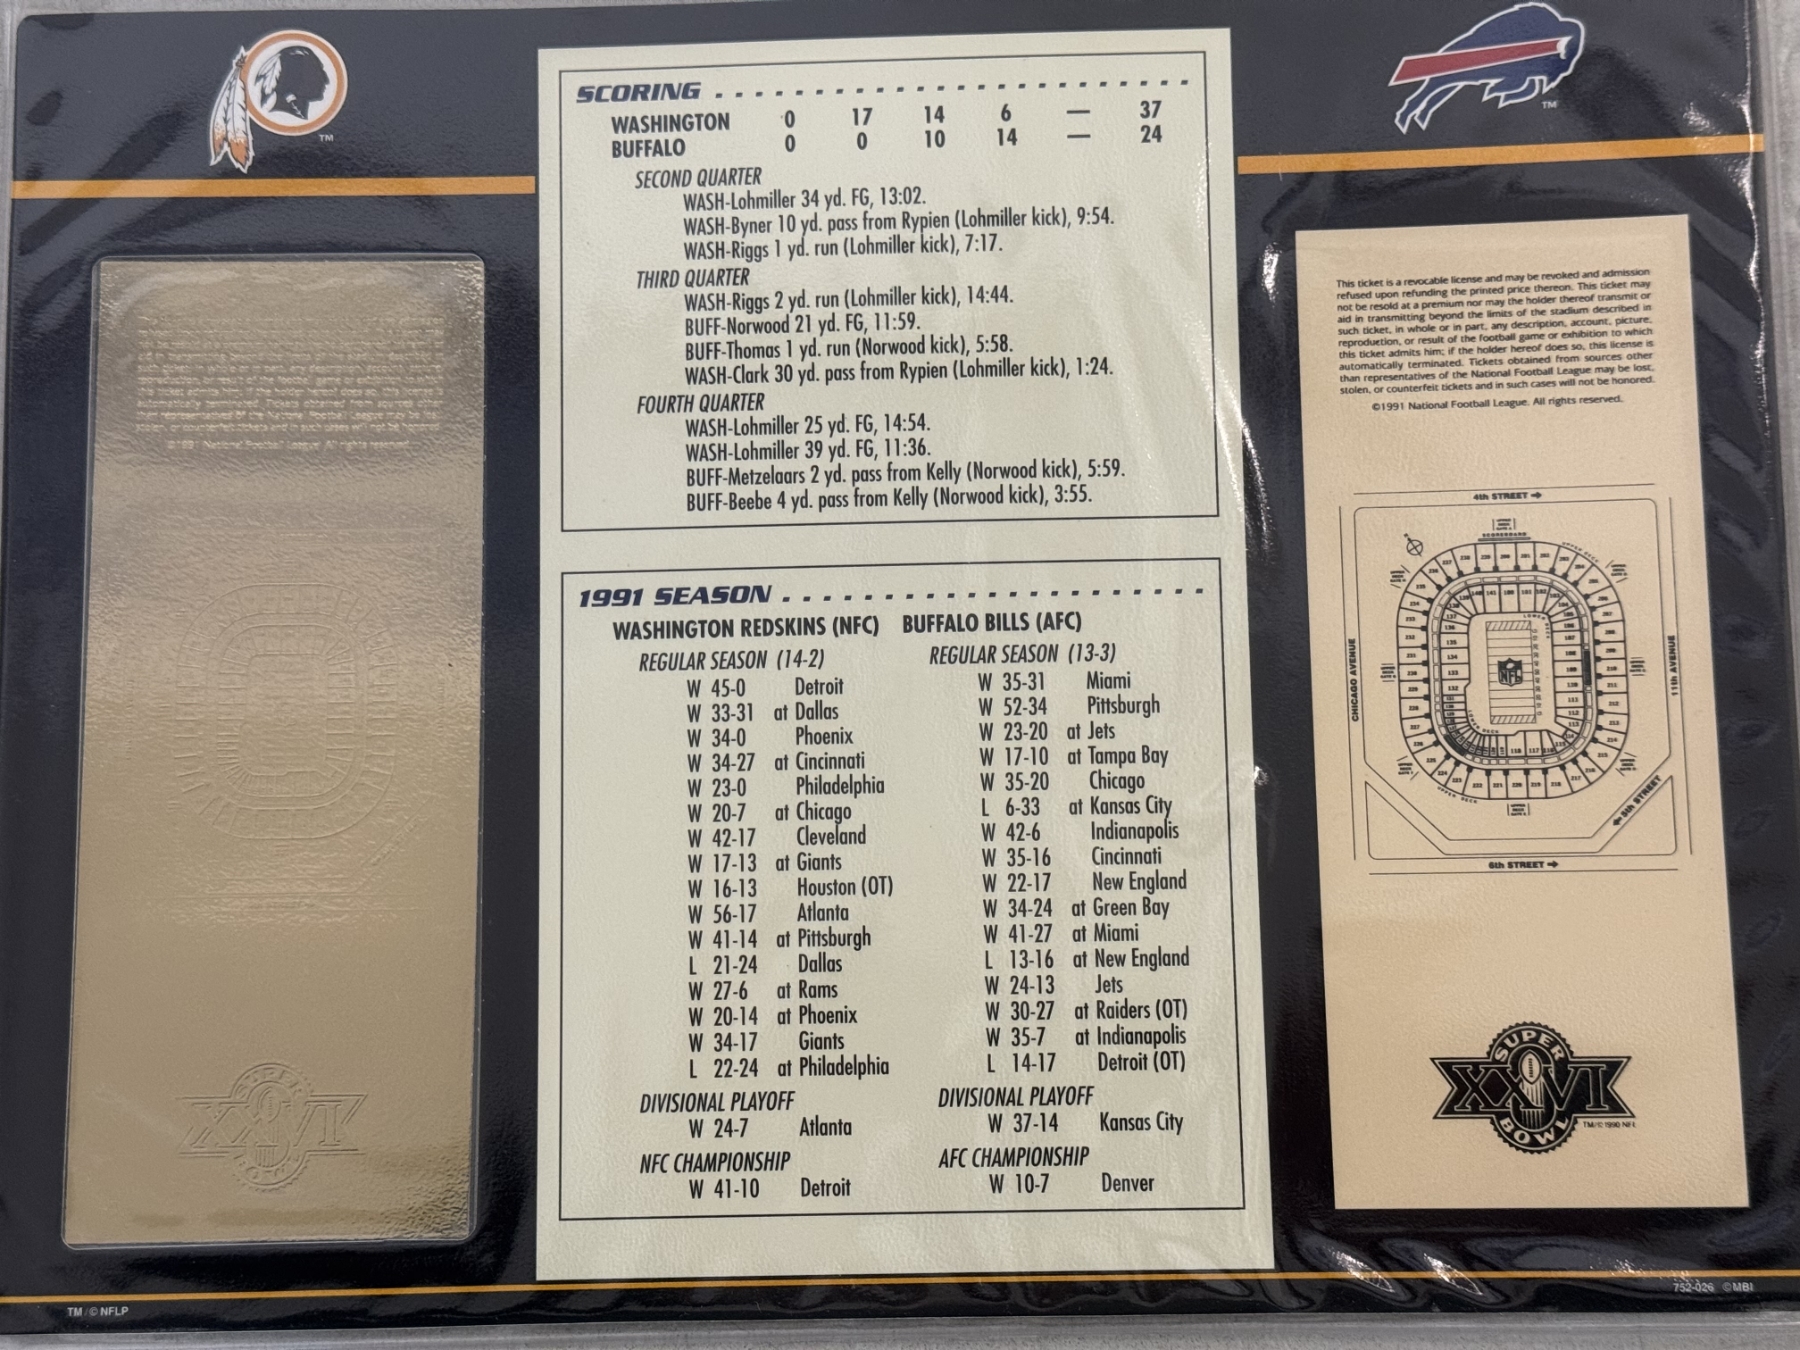 TM
TM
SCORING
WASHINGTON 0 17 14 6 — 37
BUFFALO 0 0 10 14 — 24
SECOND QUARTER
WASH-Lohmiller 34 yd. FG, 13:02.
WASH-Byner 10 yd. pass from Rypien (Lohmiller kick), 9:54.
WASH-Riggs 1 yd. run (Lohmiller kick), 7:17.
THIRD QUARTER
WASH-Riggs 2 yd. run (Lohmiller kick), 14:44.
BUFF-Norwood 21 yd. FG, 11:59.
BUFF-Thomas 1 yd. run (Norwood kick), 5:58.
WASH-Clark 30 yd. pass from Rypien (Lohmiller kick), 1:24.
FOURTH QUARTER
WASH-Lohmiller 25 yd. FG, 14:54.
WASH-Lohmiller 39 yd. FG, 11:36.
BUFF-Metzelaars 2 yd. pass from Kelly (Norwood kick), 5:59.
BUFF-Beebe 4 yd. pass from Kelly (Norwood kick), 3:55.
1991 SEASON
WASHINGTON REDSKINS (NFC) BUFFALO BILLS (AFC)
REGULAR SEASON (14-2) REGULAR SEASON (13-3)
W 45-0 Detroit W 35-31 Miami
W 33-31 at Dallas W 52-34 Pittsburgh
W 34-0 Phoenix W 23-20 at Jets
W 34-27 at Cincinnati W 17-10 at Tampa Bay
W 23-0 Philadelphia W 35-20 Chicago
W 20-7 at Chicago L 6-33 at Kansas City
W 42-17 Cleveland W 42-6 Indianapolis
W 17-13 at Giants W 35-16 Cincinnati
W 16-13 Houston (OT) W 22-17 New England
W 56-17 Atlanta W 34-24 at Green Bay
W 41-14 at Pittsburgh W 41-27 at Miami
L 21-24 Dallas L 13-16 at New England
W 27-6 at Rams W 24-13 Jets
W 20-14 at Phoenix W 30-27 at Raiders (OT)
W 34-17 Giants W 35-7 at Indianapolis
L 22-24 at Philadelphia L 14-17 Detroit (OT)
DIVISIONAL PLAYOFF DIVISIONAL PLAYOFF
W 24-7 Atlanta W 37-14 Kansas City
NFC CHAMPIONSHIP AFC CHAMPIONSHIP
W 41-10 Detroit W 10-7 Denver
This ticket is a revocable license and may be revoked and admission
refused upon refunding the printed price thereon. This ticket may
not be resold at a premium nor may the holder thereof transmit or
aid in transmitting beyond the limits of the stadium described in
such ticket, in whole or in part, any description, account, picture,
reproduction, or result of the football game or exhibition to which
this ticket admits him; if the holder hereof does so, this license is
automatically terminated. Tickets obtained from sources other
than representatives of the National Football League may be lost,
stolen, or counterfeit tickets and in such cases will not be honored.
©1991 National Football League. All rights reserved.
4th STREET
SCOREBOARD
CHICAGO AVENUE
11th AVENUE
NFL
5th STREET
6th STREET
SUPER
XXVI
BOWL
TM/© 1990 NFL
SUPER
XXVI
BOWL
TM/© NFLP
752-026 ©MBI